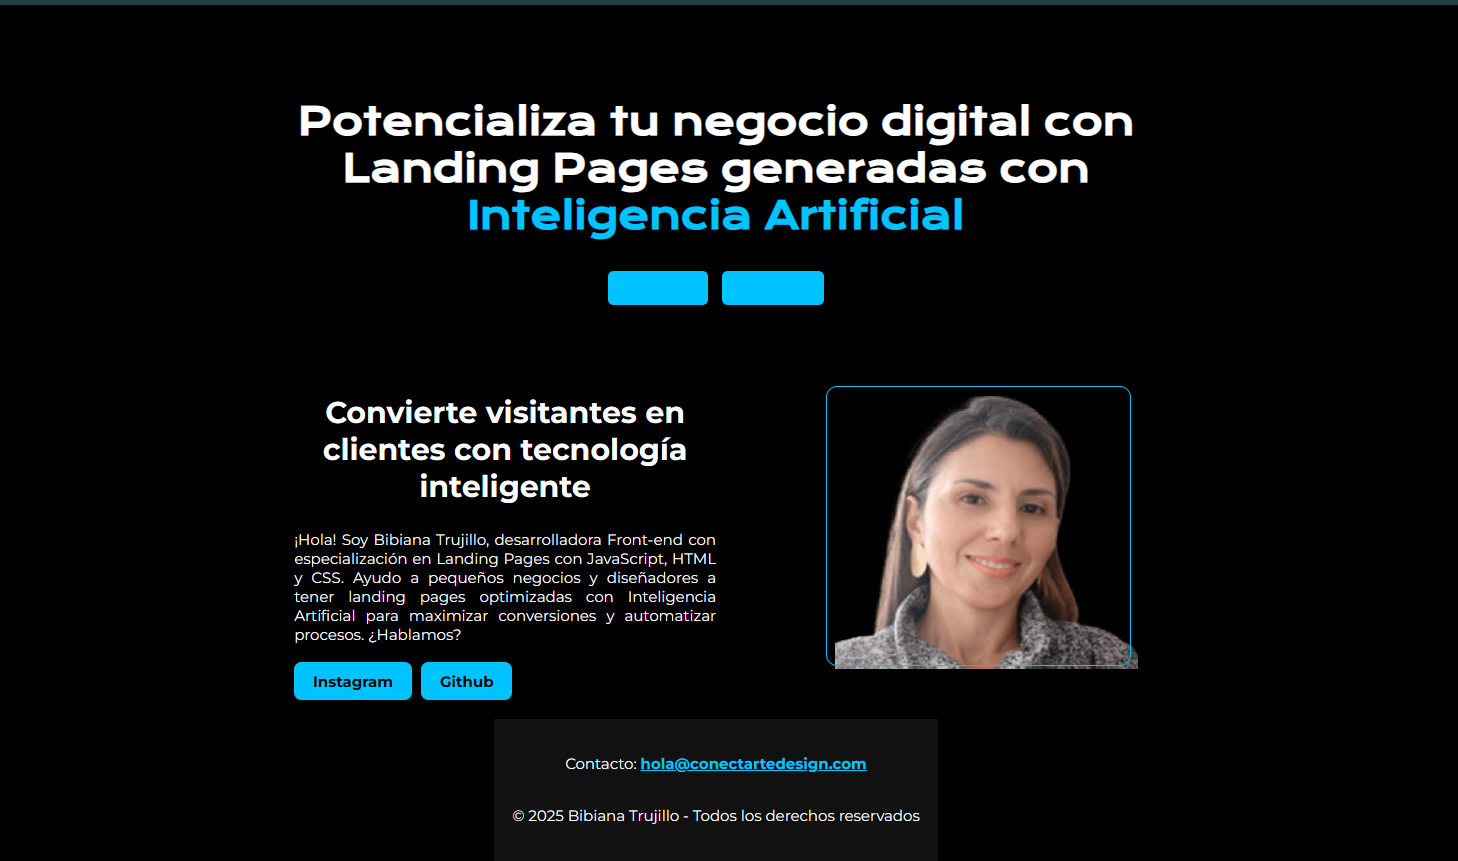 Potencializa tu negocio digital con
Landing Pages generadas con
Inteligencia Artificial
Convierte visitantes en
clientes con tecnología
inteligente
¡Hola! Soy Bibiana Trujillo, desarrolladora Front-end con
especialización en Landing Pages con JavaScript, HTML
y CSS. Ayudo a pequeños negocios y diseñadores a
tener landing pages optimizadas con Inteligencia
Artificial para maximizar conversiones y automatizar
procesos. ¿Hablamos?
Instagram Github
Contacto: hola@conectartedesign.com
© 2025 Bibiana Trujillo - Todos los derechos reservados